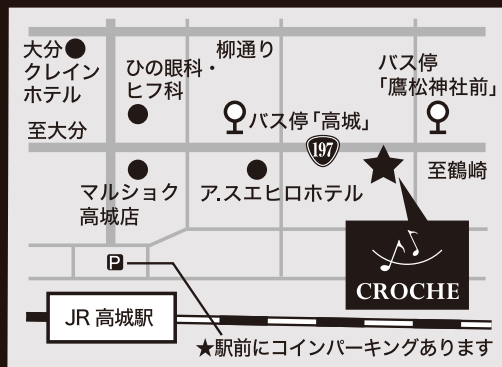 大分
クレイン
ホテル
ひの眼科・
ヒフ科
柳通り
バス停
「鷹松神社前」
至大分
バス停「高城」
197
至鶴崎
マルショク
高城店
ア.スエヒロホテル
P
CROCHE
JR 高城駅
★駅前にコインパーキングあります